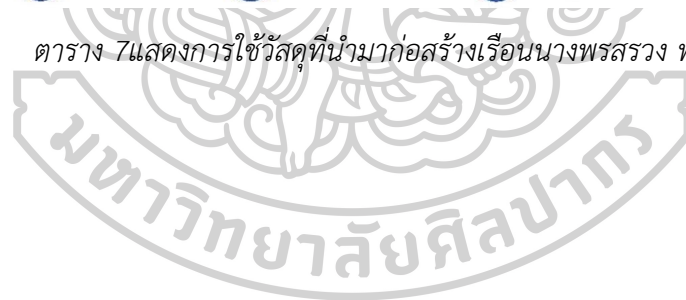 ตาราง 7แสดงการใช้วัสดุที่นำมาก่อสร้างเรือนนางพรสรวง
มหาวิทยาลัยศิลปากร